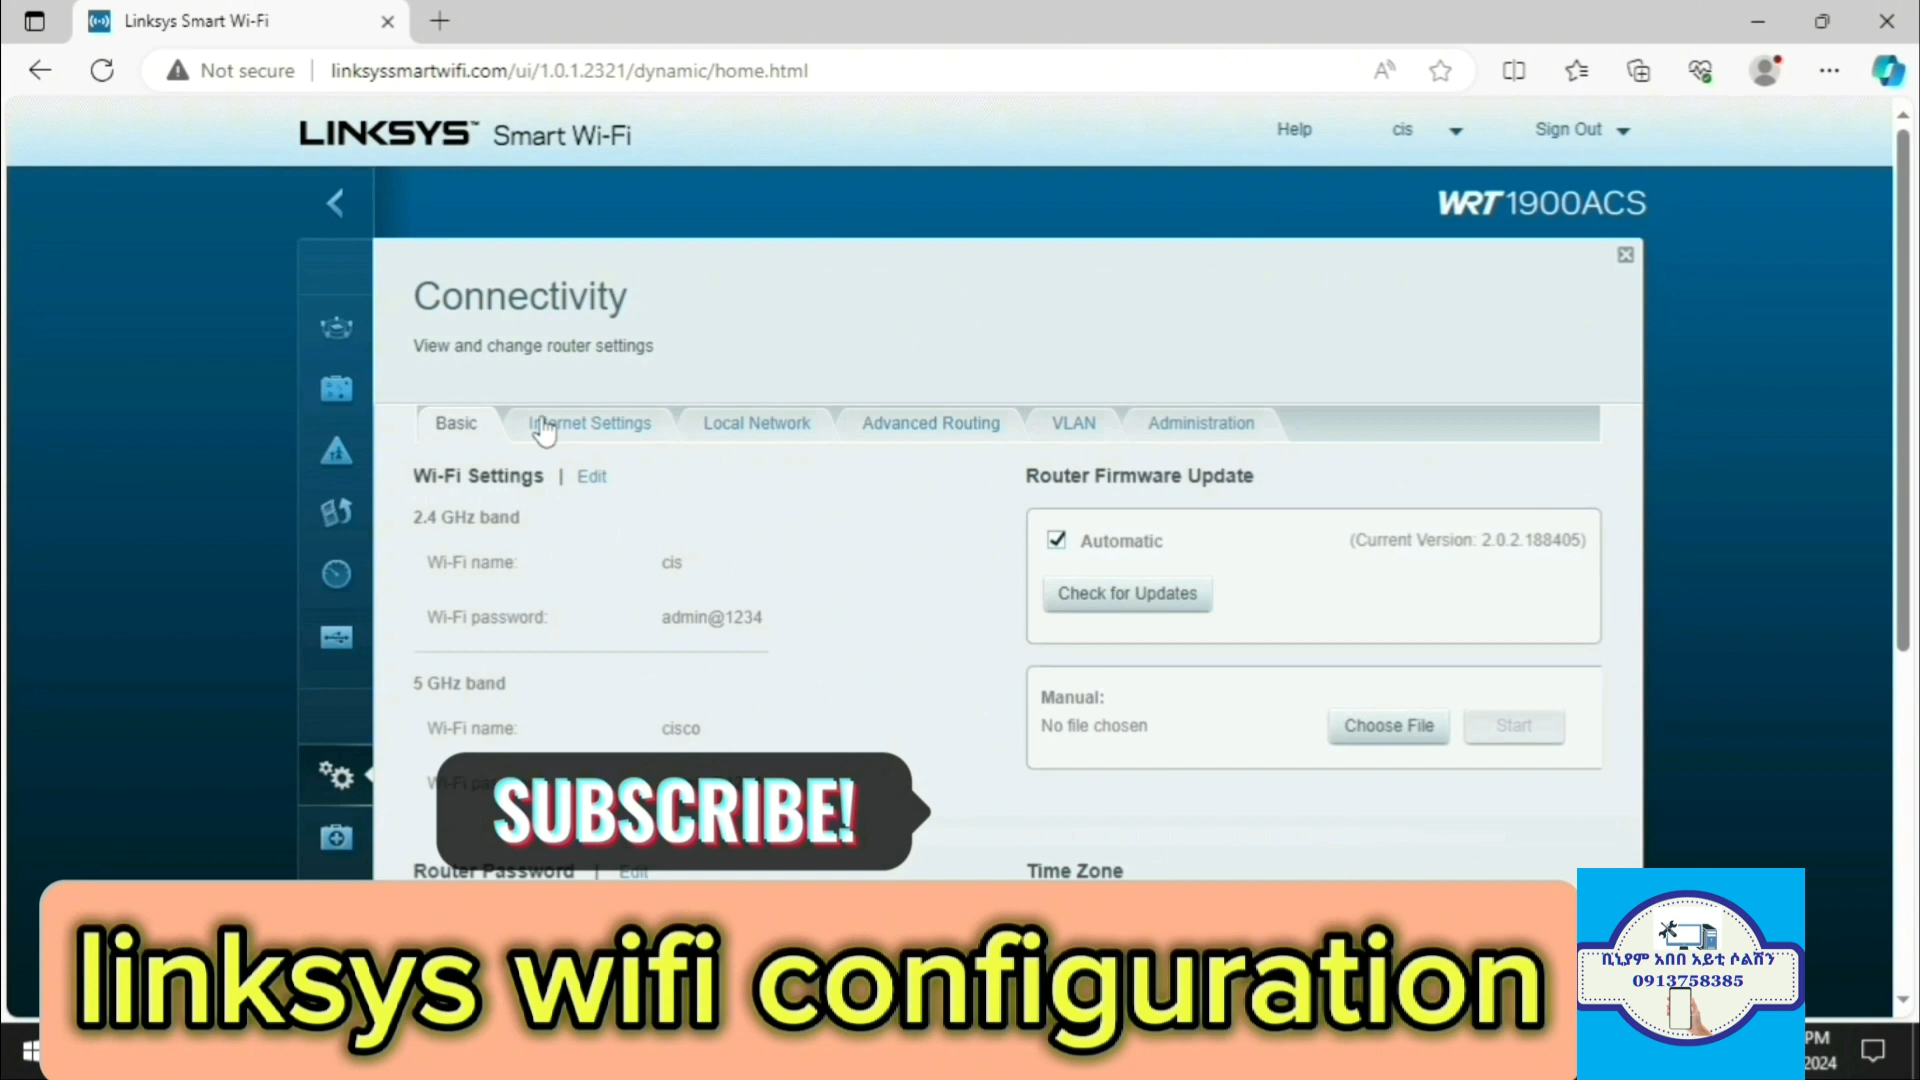 Linksys Smart Wi-Fi
Not secure
linksyssmartwifi.com/ui/1.0.1.2321/dynamic/home.html
LINKSYS™ Smart Wi-Fi
Help
cis
Sign Out
WRT1900ACS
Connectivity
View and change router settings
Basic
Internet Settings
Local Network
Advanced Routing
VLAN
Administration
Wi-Fi Settings | Edit
2.4 GHz band
Wi-Fi name: cis
Wi-Fi password: admin@1234
5 GHz band
Wi-Fi name: cisco
Router Firmware Update
Automatic
(Current Version: 2.0.2.188405)
Check for Updates
Manual:
No file chosen
Choose File
Start
SUBSCRIBE!
Router Password | Edit
Time Zone
linksys wifi configuration
ቢኒያም አበበ አይቲ ሶልሽን
0913758385
PM
2024